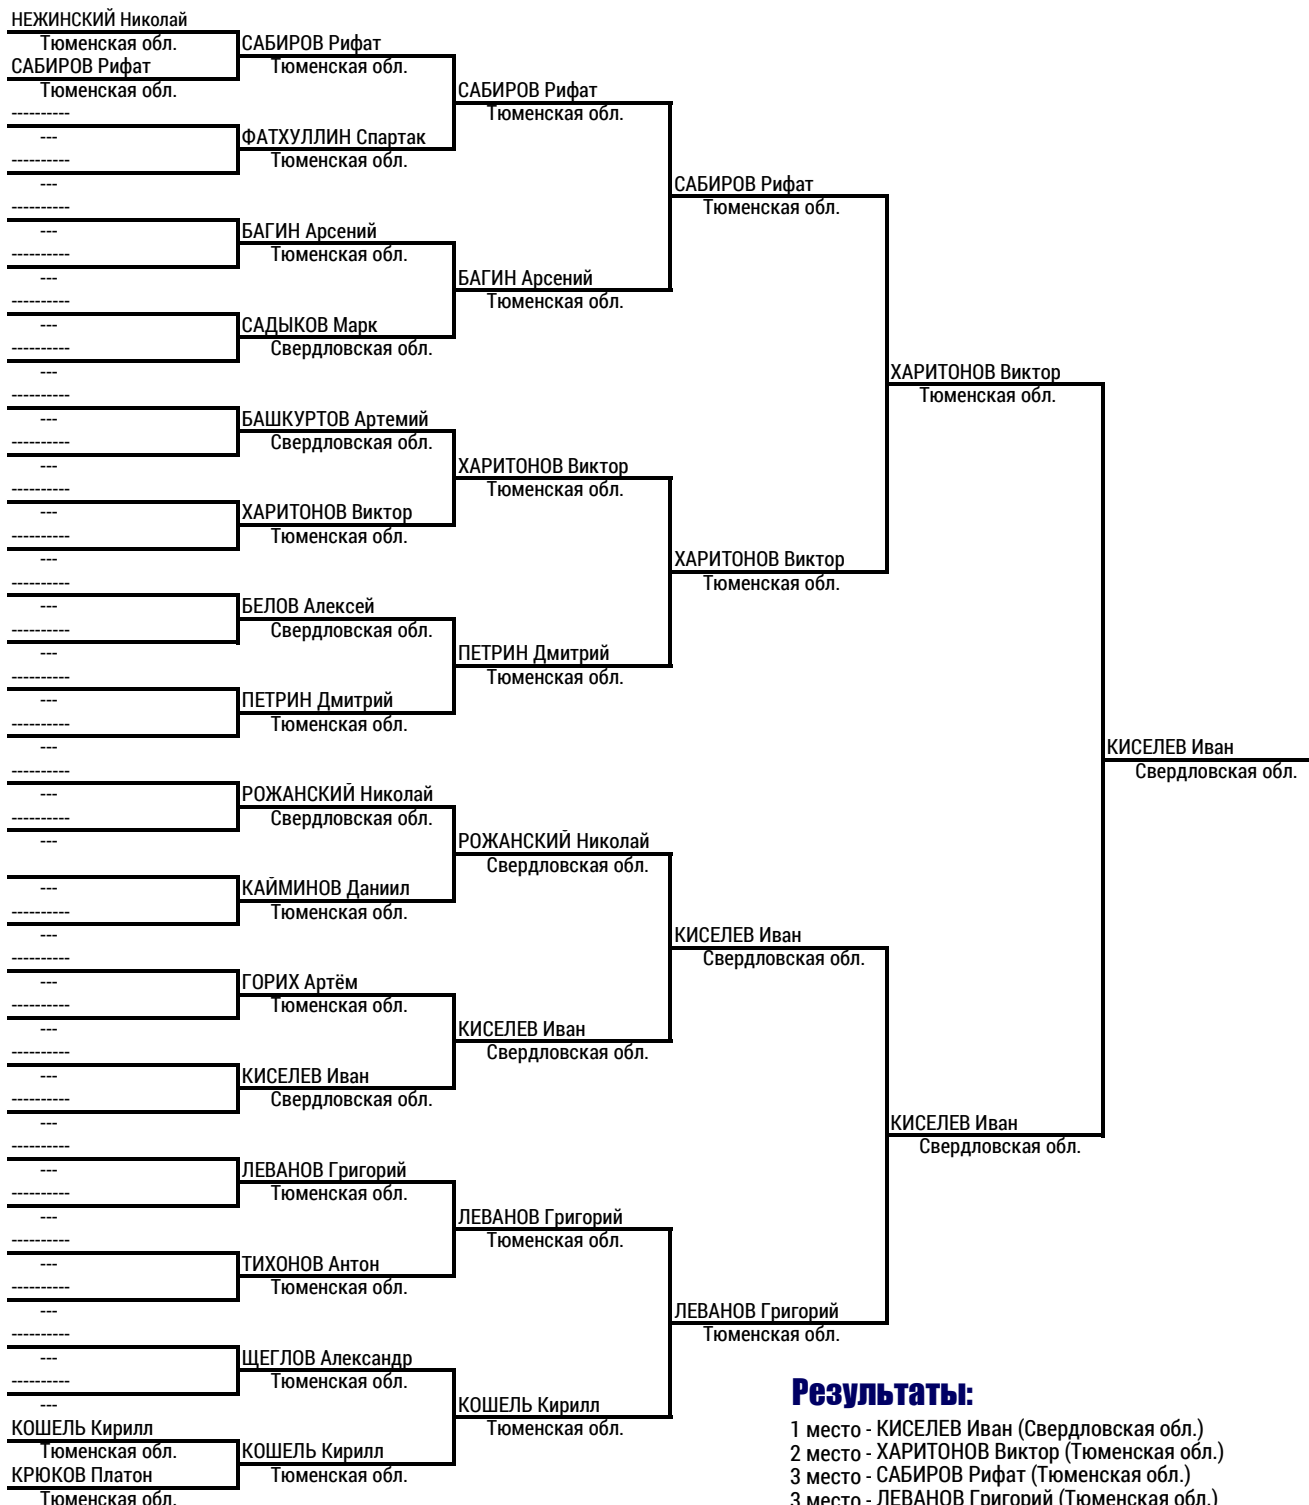 НЕЖИНСКИЙ Николай
Тюменская обл.
САБИРОВ Рифат
Тюменская обл.
САБИРОВ Рифат
Тюменская обл.
САБИРОВ Рифат
Тюменская обл.
----------
---
ФАТХУЛЛИН Спартак
----------
Тюменская обл.
---
САБИРОВ Рифат
----------
Тюменская обл.
---
БАГИН Арсений
----------
Тюменская обл.
---
БАГИН Арсений
----------
Тюменская обл.
---
САДЫКОВ Марк
----------
Свердловская обл.
---
ХАРИТОНОВ Виктор
----------
Тюменская обл.
---
БАШКУРТОВ Артемий
----------
Свердловская обл.
---
ХАРИТОНОВ Виктор
----------
Тюменская обл.
---
ХАРИТОНОВ Виктор
----------
Тюменская обл.
---
ХАРИТОНОВ Виктор
----------
Тюменская обл.
---
БЕЛОВ Алексей
----------
Свердловская обл.
---
ПЕТРИН Дмитрий
----------
Тюменская обл.
---
ПЕТРИН Дмитрий
----------
Тюменская обл.
---
КИСЕЛЕВ Иван
----------
Свердловская обл.
---
РОЖАНСКИЙ Николай
----------
Свердловская обл.
---
РОЖАНСКИЙ Николай
Свердловская обл.
---
КАЙМИНОВ Даниил
----------
Тюменская обл.
---
КИСЕЛЕВ Иван
----------
Свердловская обл.
---
ГОРИХ Артём
----------
Тюменская обл.
---
КИСЕЛЕВ Иван
----------
Свердловская обл.
---
КИСЕЛЕВ Иван
----------
Свердловская обл.
---
КИСЕЛЕВ Иван
----------
Свердловская обл.
---
ЛЕВАНОВ Григорий
----------
Тюменская обл.
---
ЛЕВАНОВ Григорий
----------
Тюменская обл.
---
ТИХОНОВ Антон
----------
Тюменская обл.
---
ЛЕВАНОВ Григорий
----------
Тюменская обл.
---
ЩЕГЛОВ Александр
----------
Тюменская обл.
---
КОШЕЛЬ Кирилл
Тюменская обл.
КОШЕЛЬ Кирилл
Тюменская обл.
КОШЕЛЬ Кирилл
Тюменская обл.
КРЮКОВ Платон
Тюменская обл.
Результаты:
1 место - КИСЕЛЕВ Иван (Свердловская обл.)
2 место - ХАРИТОНОВ Виктор (Тюменская обл.)
3 место - САБИРОВ Рифат (Тюменская обл.)
3 место - ЛЕВАНОВ Григорий (Тюменская обл.)